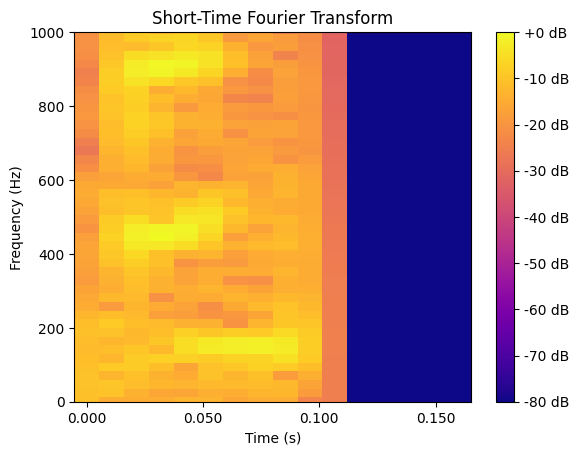 Short-Time Fourier Transform
1000
800
600
400
200
0
Frequency (Hz)
0.000
0.050
0.100
0.150
Time (s)
+0 dB
-10 dB
-20 dB
-30 dB
-40 dB
-50 dB
-60 dB
-70 dB
-80 dB